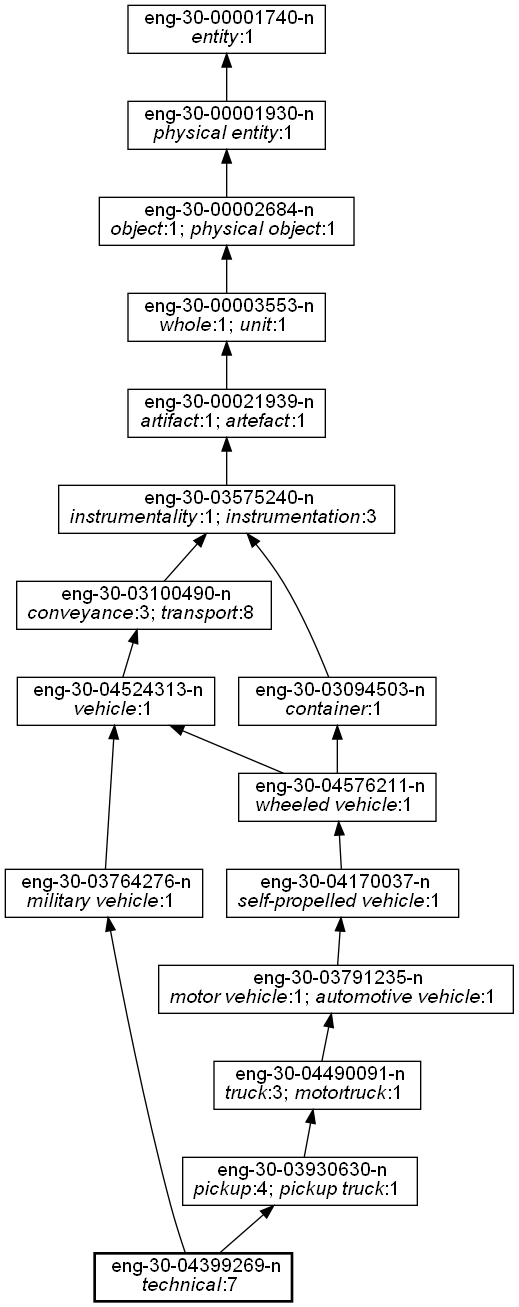 eng-30-00001740-n
entity:1
eng-30-00001930-n
physical entity:1
eng-30-00002684-n
object:1; physical object:1
eng-30-00003553-n
whole:1; unit:1
eng-30-00021939-n
artifact:1; artefact:1
eng-30-03575240-n
instrumentality:1; instrumentation:3
eng-30-03100490-n
conveyance:3; transport:8
eng-30-04524313-n
vehicle:1
eng-30-03094503-n
container:1
eng-30-04576211-n
wheeled vehicle:1
eng-30-03764276-n
military vehicle:1
eng-30-04170037-n
self-propelled vehicle:1
eng-30-03791235-n
motor vehicle:1; automotive vehicle:1
eng-30-04490091-n
truck:3; motortruck:1
eng-30-03930630-n
pickup:4; pickup truck:1
eng-30-04399269-n
technical:7